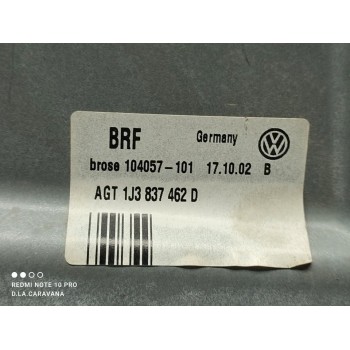 BRF Germany
brose 104057-101 17.10.02 B
AGT 1J3 837 462 D
REDMI NOTE 10 PRO
D.LA.CARAVANA